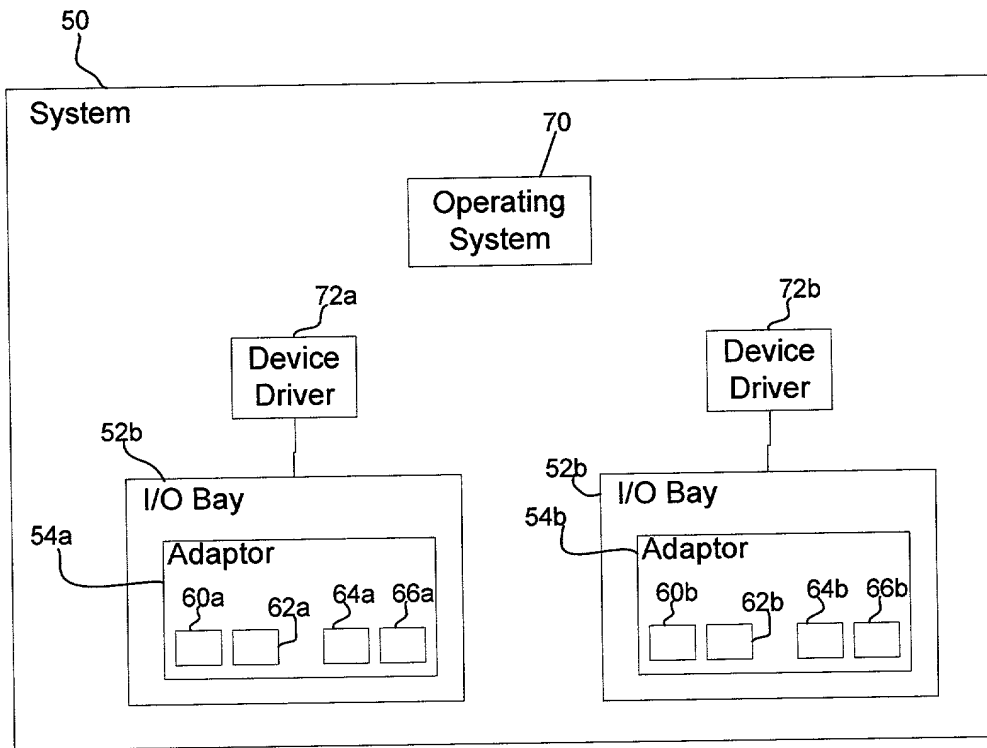 50
System
70
Operating
System
72a
Device
Driver
72b
Device
Driver
52b
I/O Bay
54a
Adaptor
60a
62a
64a
66a
52b
I/O Bay
54b
Adaptor
60b
62b
64b
66b